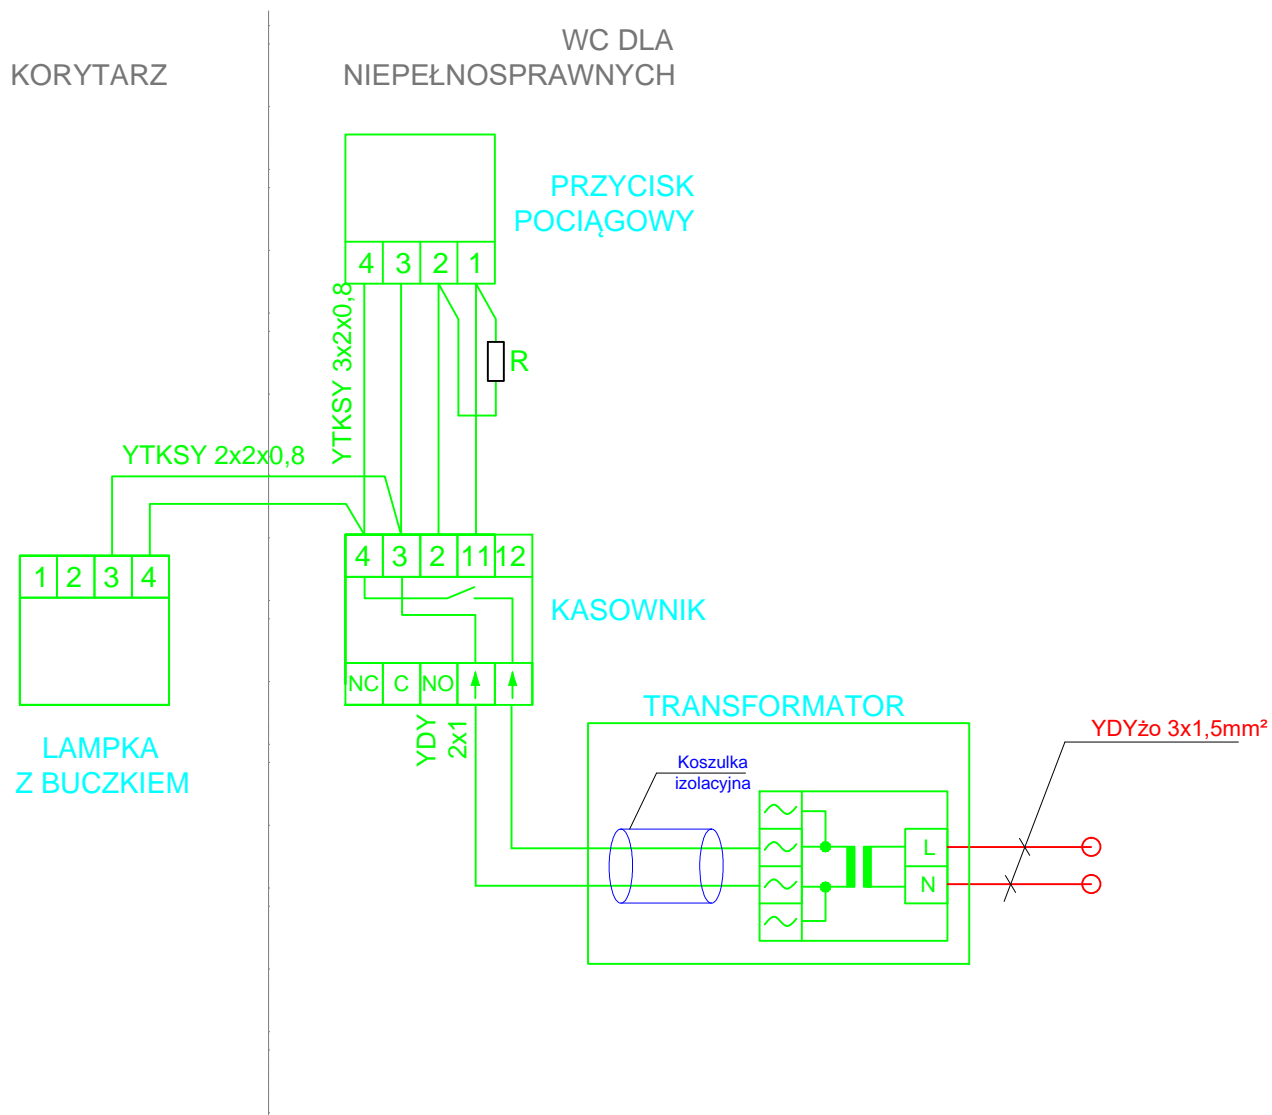 WC DLA
KORYTARZ
NIEPEŁNOSPRAWNYCH
PRZYCISK
POCIĄGOWY
4 3 2 1
YTKSY 3x2x0,8
R
YTKSY 2x2x0,8
4 3 2 11 12
1 2 3 4
KASOWNIK
NC C NO
YDY
2x1
TRANSFORMATOR
YDYżo 3x1,5mm²
LAMPKA
Z BUCZKIEM
Koszulka
izolacyjna
L
N